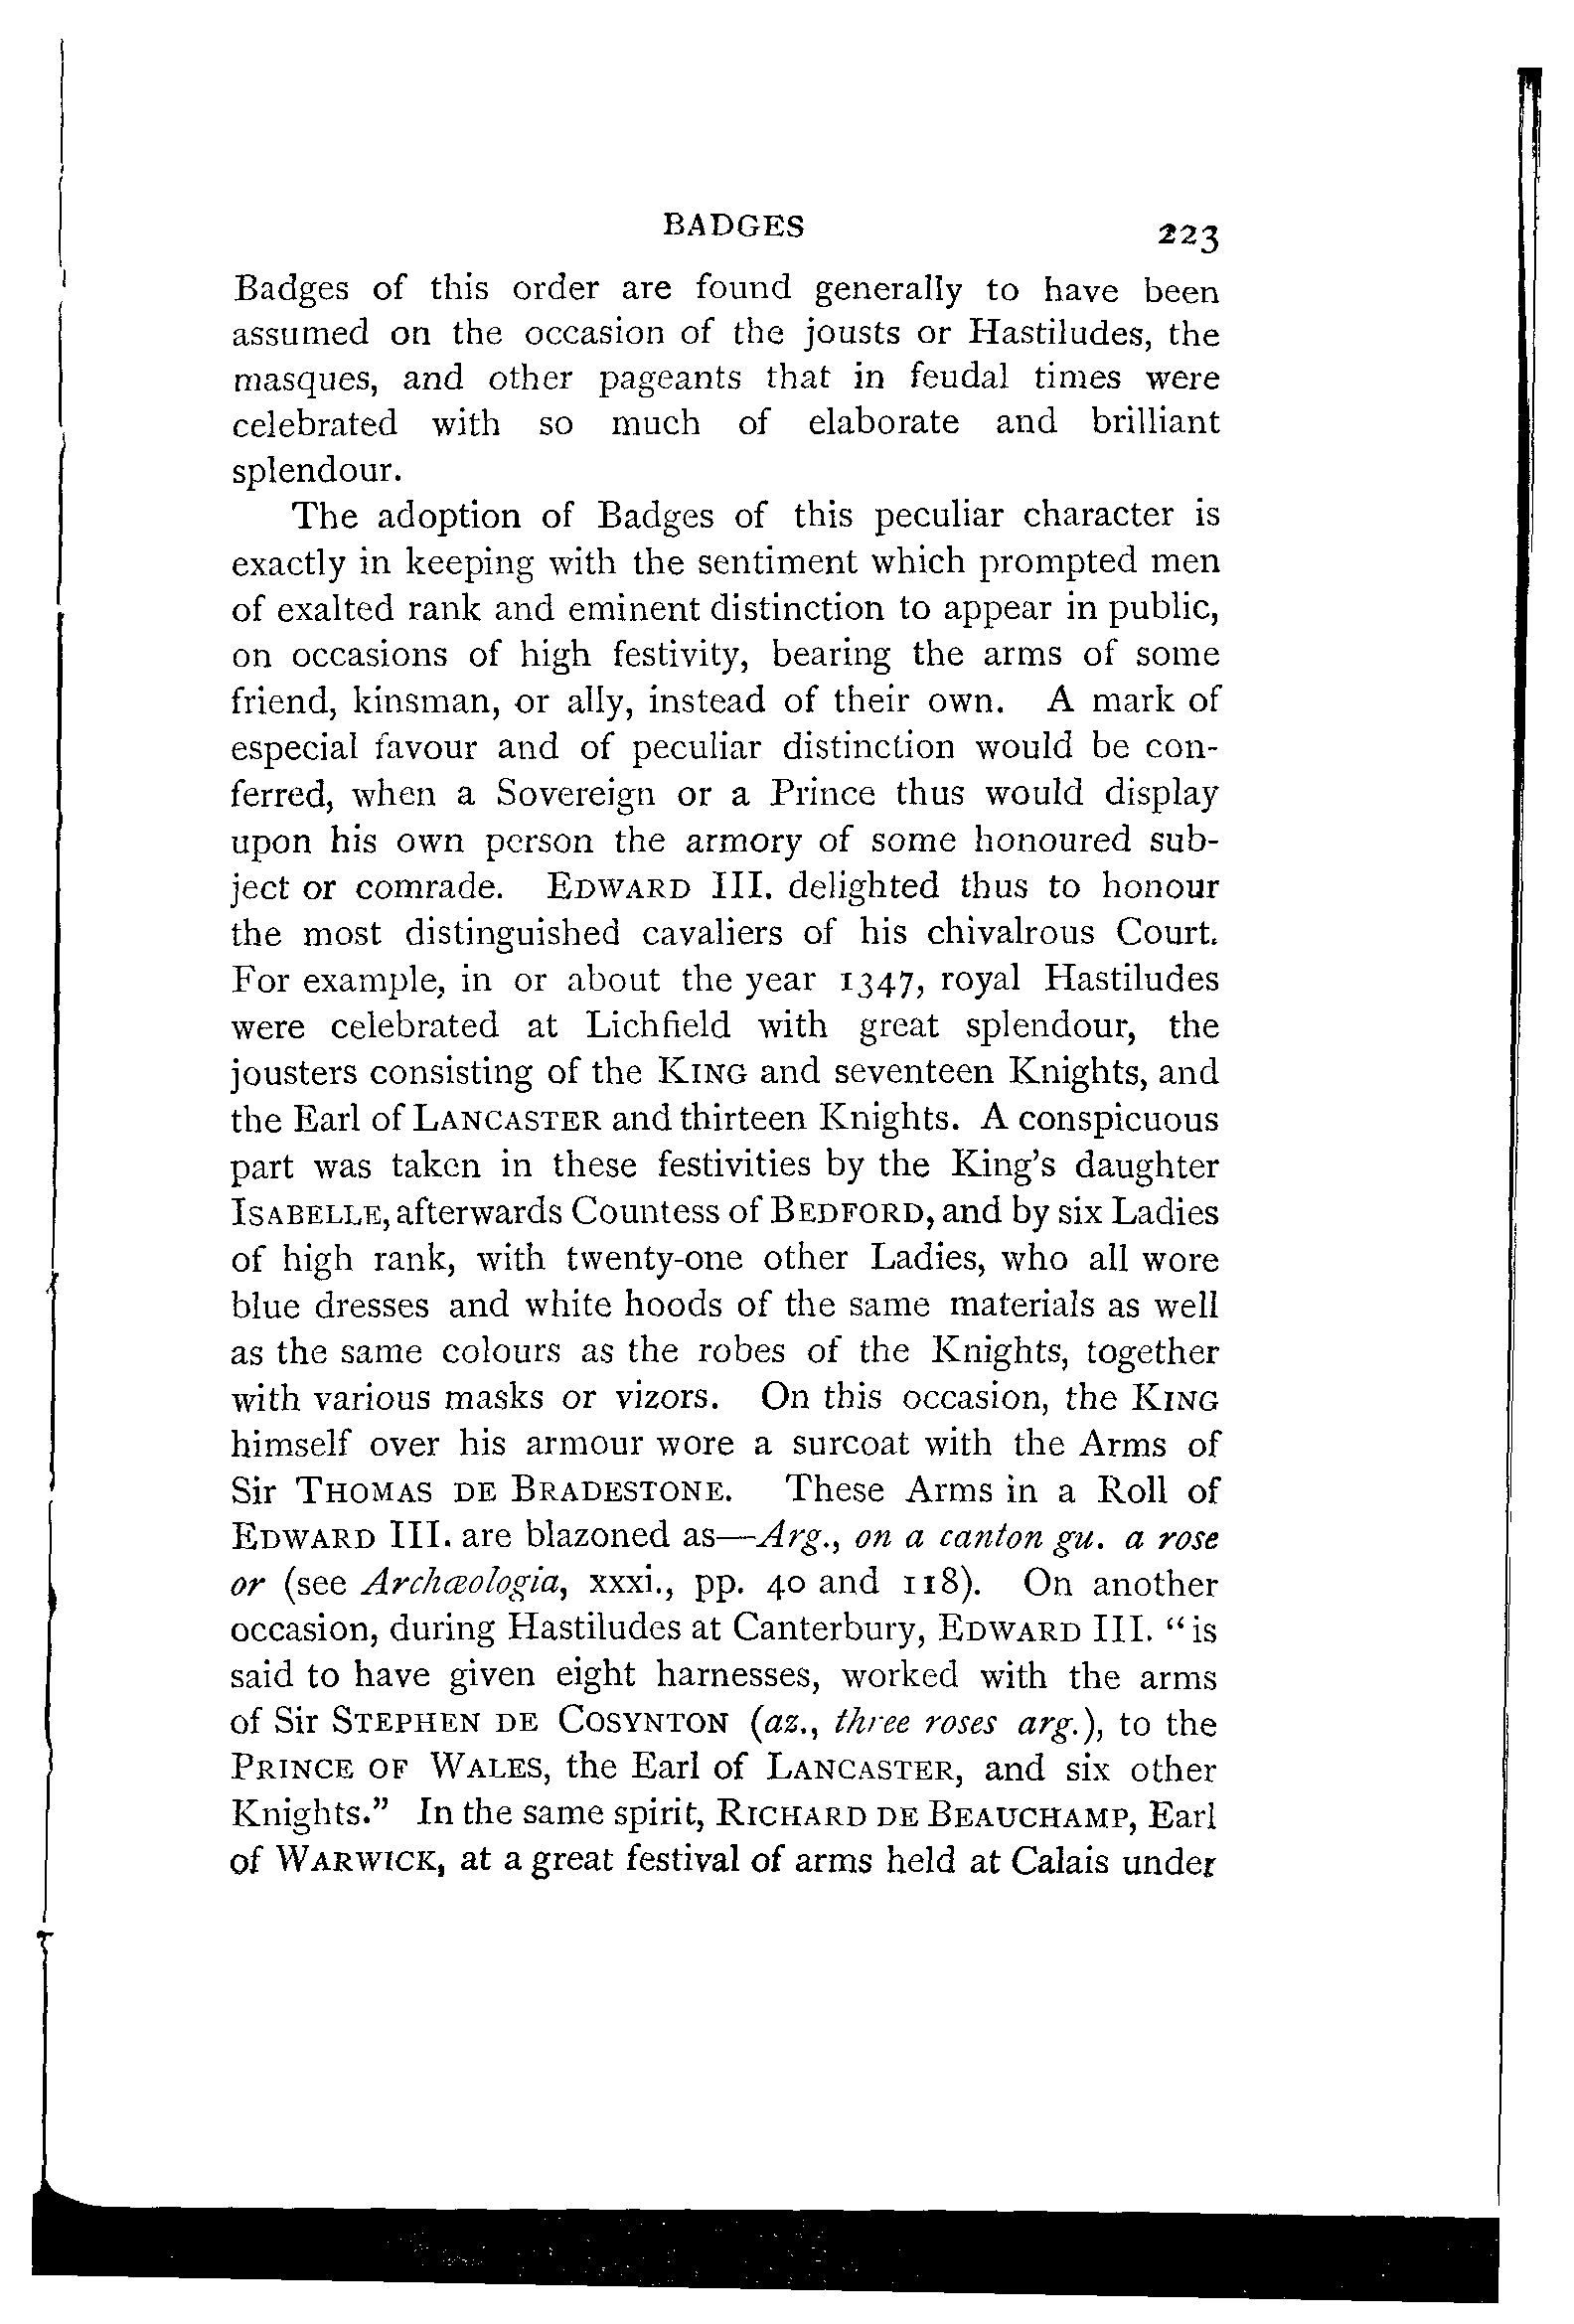 BADGES 223
Badges of this order are found generally to have been
assumed on the occasion of the jousts or Hastiludes, the
masques, and other pageants that in feudal times were
celebrated with so much of elaborate and brilliant
splendour.
The adoption of Badges of this peculiar character is
exactly in keeping with the sentiment which prompted men
of exalted rank and eminent distinction to appear in public,
on occasions of high festivity, bearing the arms of some
friend, kinsman, or ally, instead of their own. A mark of
especial favour and of peculiar distinction would be con-
ferred, when a Sovereign or a Prince thus would display
upon his own person the armory of some honoured sub-
ject or comrade. EDWARD III. delighted thus to honour
the most distinguished cavaliers of his chivalrous Court.
For example, in or about the year 1347, royal Hastiludes
were celebrated at Lichfield with great splendour, the
jousters consisting of the KING and seventeen Knights, and
the Earl of LANCASTER and thirteen Knights. A conspicuous
part was taken in these festivities by the King's daughter
ISABELLE, afterwards Countess of BEDFORD, and by six Ladies
of high rank, with twenty-one other Ladies, who all wore
blue dresses and white hoods of the same materials as well
as the same colours as the robes of the Knights, together
with various masks or vizors. On this occasion, the KING
himself over his armour wore a surcoat with the Arms of
Sir THOMAS DE BRADESTONE. These Arms in a Roll of
EDWARD III. are blazoned as—Arg., on a canton gu. a rose
or (see Archæologia, xxxi., pp. 40 and 118). On another
occasion, during Hastiludes at Canterbury, EDWARD III. "is
said to have given eight harnesses, worked with the arms
of Sir STEPHEN DE COSYNTON (az., three roses arg.), to the
PRINCE OF WALES, the Earl of LANCASTER, and six other
Knights." In the same spirit, RICHARD DE BEAUCHAMP, Earl
of WARWICK, at a great festival of arms held at Calais under